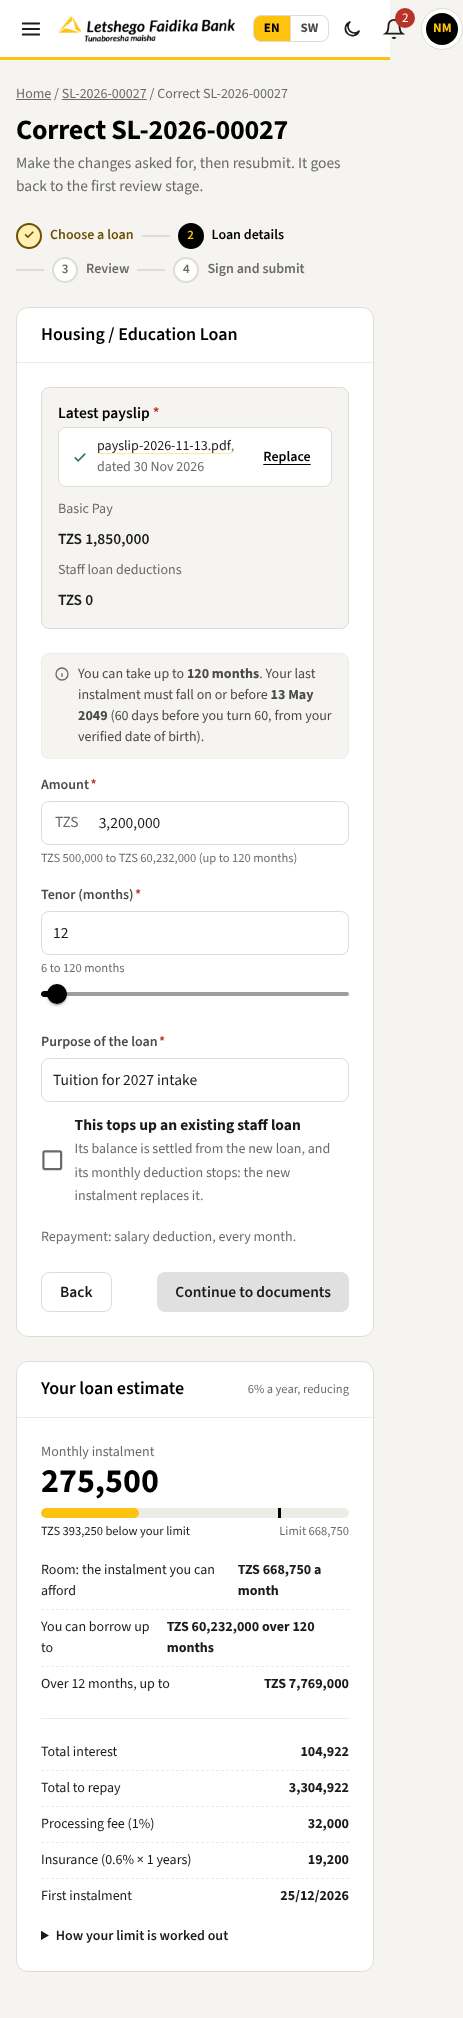 Letshego Faidika Bank
Tunaboresha maisha
EN SW
2
NM
Home / SL-2026-00027 / Correct SL-2026-00027
Correct SL-2026-00027
Make the changes asked for, then resubmit. It goes
back to the first review stage.
Choose a loan
2 Loan details
3 Review
4 Sign and submit
Housing / Education Loan
Latest payslip *
payslip-2026-11-13.pdf,
dated 30 Nov 2026
Replace
Basic Pay
TZS 1,850,000
Staff loan deductions
TZS 0
You can take up to 120 months. Your last
instalment must fall on or before 13 May
2049 (60 days before you turn 60, from your
verified date of birth).
Amount *
TZS 3,200,000
TZS 500,000 to TZS 60,232,000 (up to 120 months)
Tenor (months) *
12
6 to 120 months
Purpose of the loan *
Tuition for 2027 intake
This tops up an existing staff loan
Its balance is settled from the new loan, and
its monthly deduction stops: the new
instalment replaces it.
Repayment: salary deduction, every month.
Back
Continue to documents
Your loan estimate
6% a year, reducing
Monthly instalment
275,500
TZS 393,250 below your limit
Limit 668,750
Room: the instalment you can
afford
TZS 668,750 a
month
You can borrow up
to
TZS 60,232,000 over 120
months
Over 12 months, up to
TZS 7,769,000
Total interest
104,922
Total to repay
3,304,922
Processing fee (1%)
32,000
Insurance (0.6% × 1 years)
19,200
First instalment
25/12/2026
How your limit is worked out